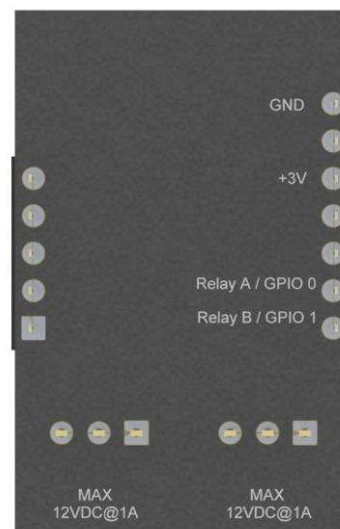 GND
+3V
Relay A / GPIO 0
Relay B / GPIO 1
MAX
12VDC@1A
MAX
12VDC@1A